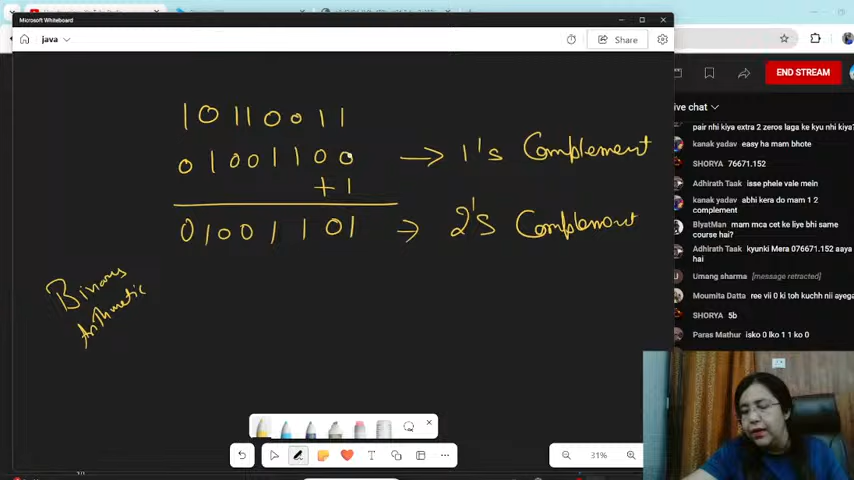 Microsoft Whiteboard
java
Share
END STREAM
ive chat
pair nhi kiya extra 2 zeros laga ke kyu nhi kiya?
kanak yadav easy ha mam bhote
SHORYA 76671.152
Adhirath Taak isse phele vale mein
kanak yadav abhi kera do mam 1 2
complement
BlyatMan mam mca cet ke liye bhi same
course hai?
Adhirath Taak kyunki Mera 076671.152 aaya
hai
Umang sharma [message retracted]
Moumita Datta ree vii 0 ki toh kuchh nii ayega
SHORYA 5b
Paras Mathur isko 0 lko 1 1 ko 0
10110011
01001100 → 1's Complement
+1
01001101 → 2's Complement
Binary
Arithmetic
31%